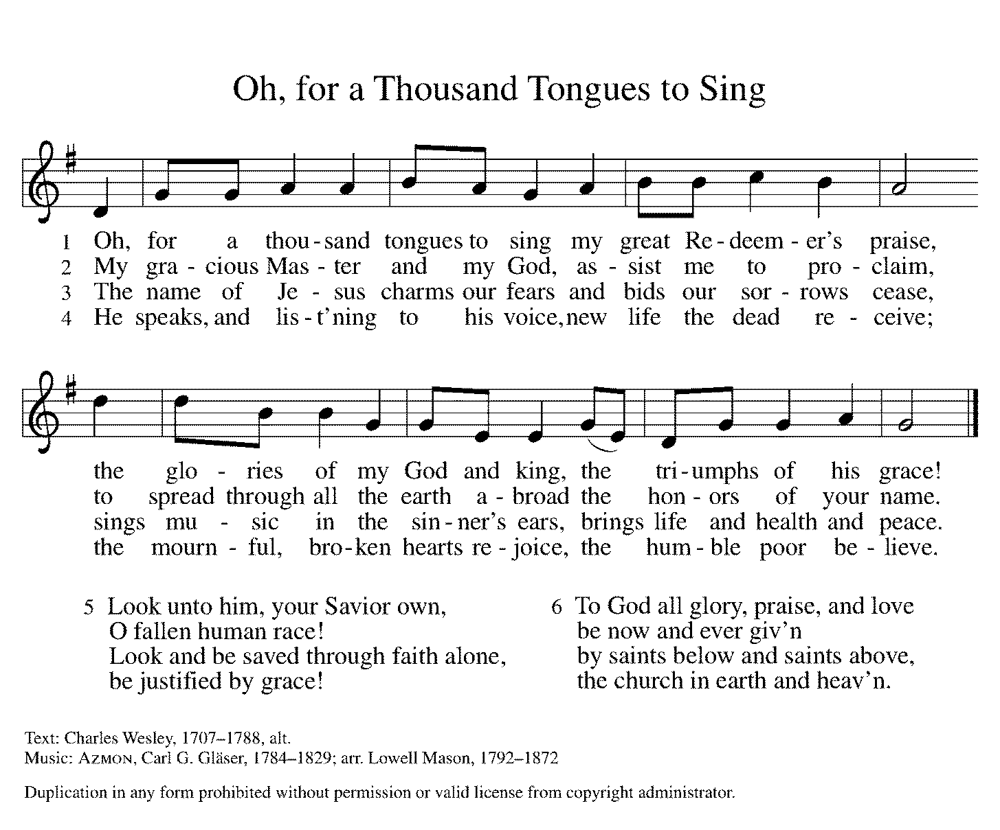 Oh, for a Thousand Tongues to Sing
1 Oh, for a thou - sand tongues to sing my great Re - deem - er's praise,
2 My gra - cious Mas - ter and my God, as - sist me to pro - claim,
3 The name of Je - sus charms our fears and bids our sor - rows cease,
4 He speaks, and lis - t'ning to his voice, new life the dead re - ceive;
the glo - ries of my God and king, the tri - umphs of his grace!
to spread through all the earth a - broad the hon - ors of your name.
sings mu - sic in the sin - ner's ears, brings life and health and peace.
the mourn - ful, bro - ken hearts re - joice, the hum - ble poor be - lieve.
5 Look unto him, your Savior own,
O fallen human race!
Look and be saved through faith alone,
be justified by grace!
6 To God all glory, praise, and love
be now and ever giv'n
by saints below and saints above,
the church in earth and heav'n.
Text: Charles Wesley, 1707–1788, alt.
Music: AZMON, Carl G. Gläser, 1784–1829; arr. Lowell Mason, 1792–1872
Duplication in any form prohibited without permission or valid license from copyright administrator.